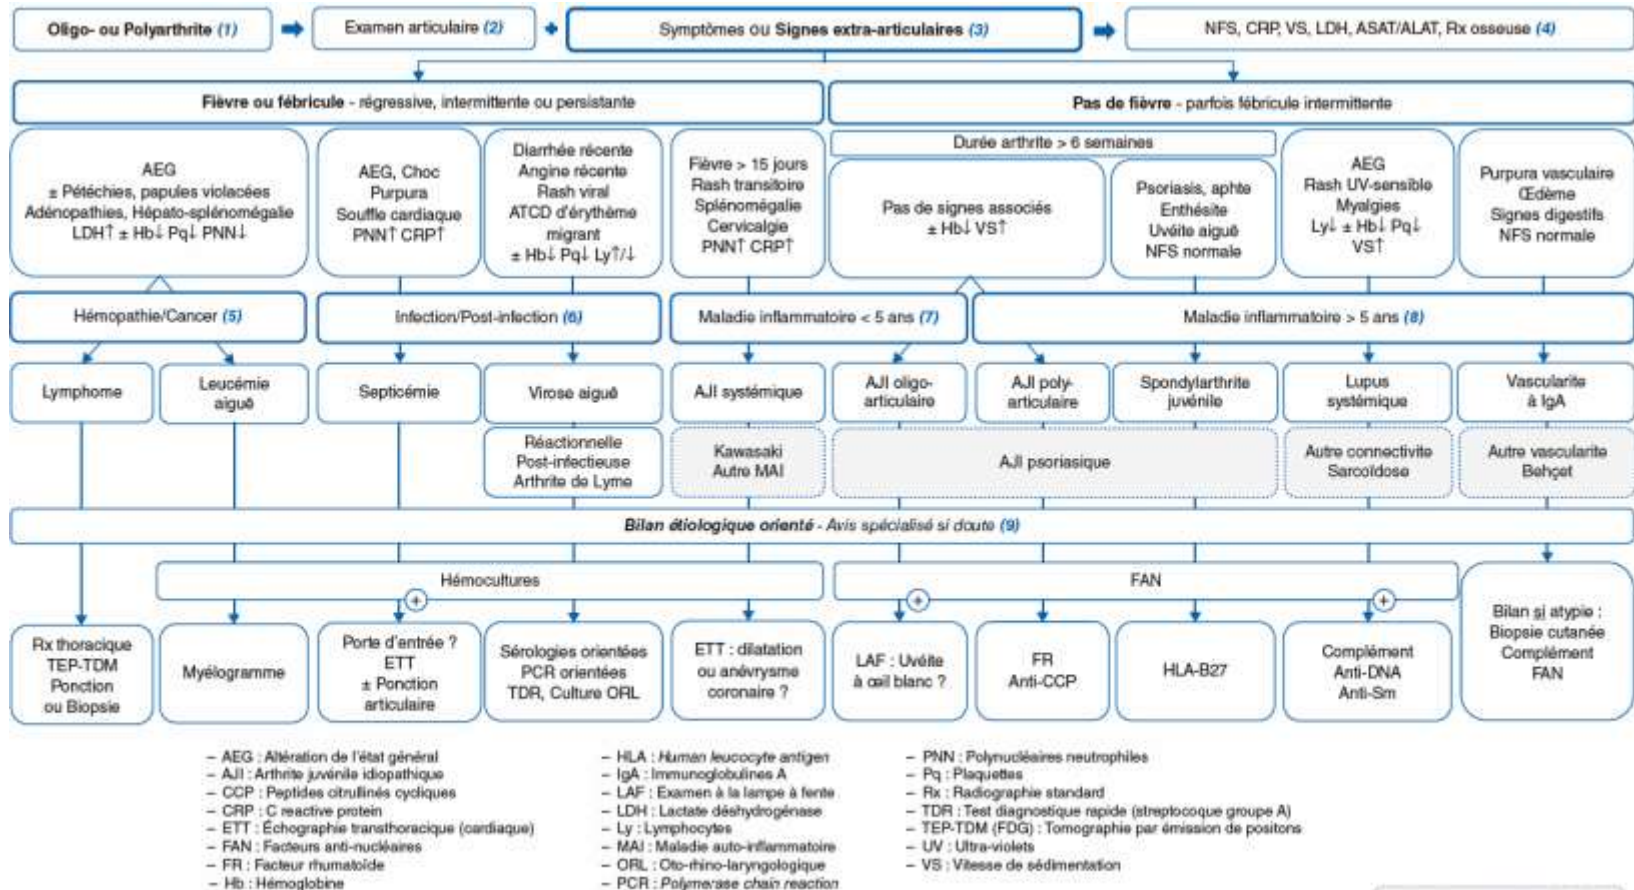 Oligo- ou Polyarthrite (1)
Examen articulaire (2)
+
Symptômes ou Signes extra-articulaires (3)
NFS, CRP, VS, LDH, ASAT/ALAT, Rx osseuse (4)
Fièvre ou fébricule - régressive, intermittente ou persistante
Pas de fièvre - parfois fébricule intermittente
AEG
± Pétéchies, papules violacées
Adénopathies, Hépato-splénomégalie
LDH↑ ± Hb↓ Pq↓ PNN↓
AEG, Choc
Purpura
Souffle cardiaque
PNN↑ CRP↑
Diarrhée récente
Angine récente
Rash viral
ATCD d'érythème
migrant
± Hb↓ Pq↓ Ly↑/↓
Fièvre > 15 jours
Rash transitoire
Splénomégalie
Cervicalgie
PNN↑ CRP↑
Durée arthrite > 6 semaines
Pas de signes associés
± Hb↓ VS↑
Psoriasis, aphte
Enthésite
Uvéite aiguë
NFS normale
AEG
Rash UV-sensible
Myalgies
Ly↓ ± Hb↓ Pq↓
VS↑
Purpura vasculaire
Œdème
Signes digestifs
NFS normale
Hémopathie/Cancer (5)
Infection/Post-infection (6)
Maladie inflammatoire < 5 ans (7)
Maladie inflammatoire > 5 ans (8)
Lymphome
Leucémie
aiguë
Septicémie
Virose aiguë
AJI systémique
AJI oligo-
articulaire
AJI poly-
articulaire
Spondylarthrite
juvénile
Lupus
systémique
Vascularite
à IgA
Réactionnelle
Post-infectieuse
Arthrite de Lyme
Kawasaki
Autre MAI
AJI psoriasique
Autre connectivite
Sarcoïdose
Autre vascularite
Behçet
Bilan étiologique orienté - Avis spécialisé si doute (9)
Hémocultures
+
FAN
+
+
Rx thoracique
TEP-TDM
Ponction
ou Biopsie
Myélogramme
Porte d'entrée ?
ETT
± Ponction
articulaire
Sérologies orientées
PCR orientées
TDR, Culture ORL
ETT : dilatation
ou anévrysme
coronaire ?
LAF : Uvéite
à œil blanc ?
FR
Anti-CCP
HLA-B27
Complément
Anti-DNA
Anti-Sm
Bilan si atypie :
Biopsie cutanée
Complément
FAN
– AEG : Altération de l'état général
– AJI : Arthrite juvénile idiopathique
– CCP : Peptides citrullinés cycliques
– CRP : C reactive protein
– ETT : Échographie transthoracique (cardiaque)
– FAN : Facteurs anti-nucléaires
– FR : Facteur rhumatoïde
– Hb : Hémoglobine
– HLA : Human leucocyte antigen
– IgA : Immunoglobulines A
– LAF : Examen à la lampe à fente
– LDH : Lactate déshydrogénase
– Ly : Lymphocytes
– MAI : Maladie auto-inflammatoire
– ORL : Oto-rhino-laryngologique
– PCR : Polymerase chain reaction
– PNN : Polynucléaires neutrophiles
– Pq : Plaquettes
– Rx : Radiographie standard
– TDR : Test diagnostique rapide (streptocoque groupe A)
– TEP-TDM (FDG) : Tomographie par émission de positons
– UV : Ultra-violets
– VS : Vitesse de sédimentation